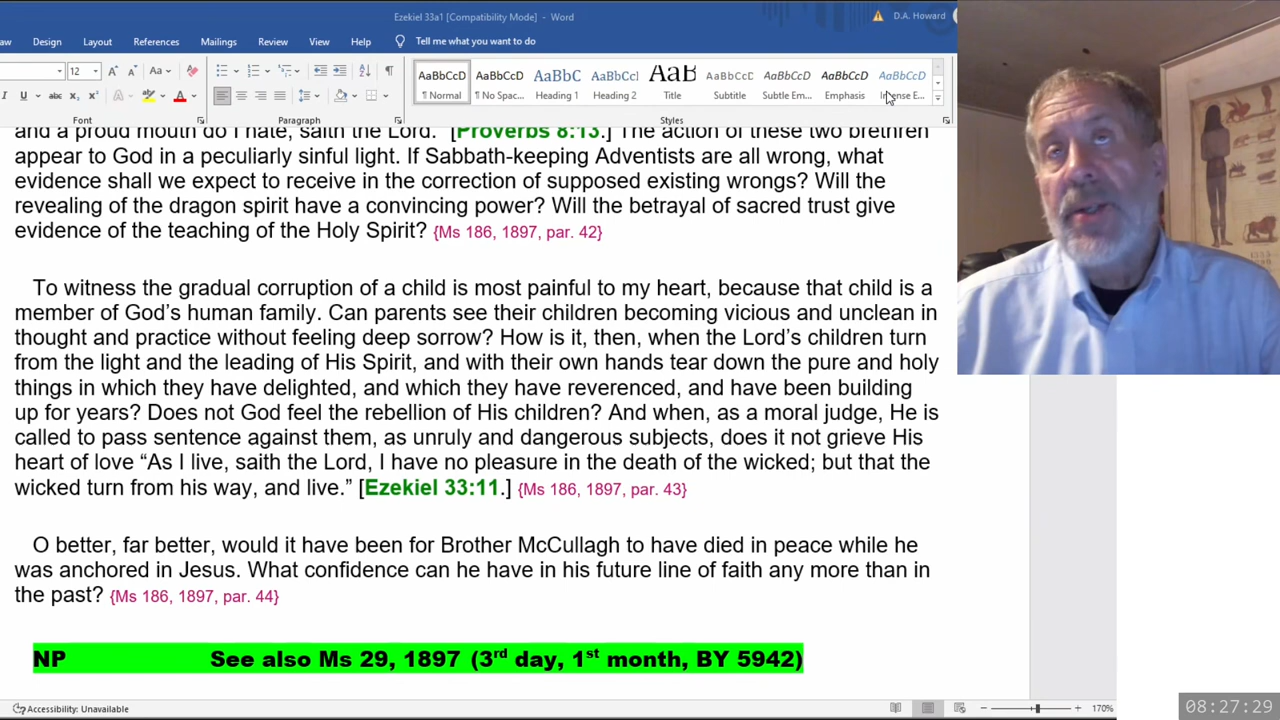 Ezekiel 33a1 [Compatibility Mode] - Word
D.A. Howard
aw Design Layout References Mailings Review View Help Tell me what you want to do
12 Aa
AaBbCcD AaBbCcD AaBbC AaBbCcl AaB AaBbCcC AaBbCcD AaBbCcD AaBbCcD
¶ Normal ¶ No Spac... Heading 1 Heading 2 Title Subtitle Subtle Em... Emphasis Intense E...
Font Paragraph Styles
and a proud mouth do I hate, saith the Lord." [Proverbs 8:13.] The action of these two brethren
appear to God in a peculiarly sinful light. If Sabbath-keeping Adventists are all wrong, what
evidence shall we expect to receive in the correction of supposed existing wrongs? Will the
revealing of the dragon spirit have a convincing power? Will the betrayal of sacred trust give
evidence of the teaching of the Holy Spirit? {Ms 186, 1897, par. 42}
To witness the gradual corruption of a child is most painful to my heart, because that child is a
member of God's human family. Can parents see their children becoming vicious and unclean in
thought and practice without feeling deep sorrow? How is it, then, when the Lord's children turn
from the light and the leading of His Spirit, and with their own hands tear down the pure and holy
things in which they have delighted, and which they have reverenced, and have been building
up for years? Does not God feel the rebellion of His children? And when, as a moral judge, He is
called to pass sentence against them, as unruly and dangerous subjects, does it not grieve His
heart of love "As I live, saith the Lord, I have no pleasure in the death of the wicked; but that the
wicked turn from his way, and live." [Ezekiel 33:11.] {Ms 186, 1897, par. 43}
O better, far better, would it have been for Brother McCullagh to have died in peace while he
was anchored in Jesus. What confidence can he have in his future line of faith any more than in
the past? {Ms 186, 1897, par. 44}
NP See also Ms 29, 1897 (3rd day, 1st month, BY 5942)
Accessibility: Unavailable
170%
08:27:29